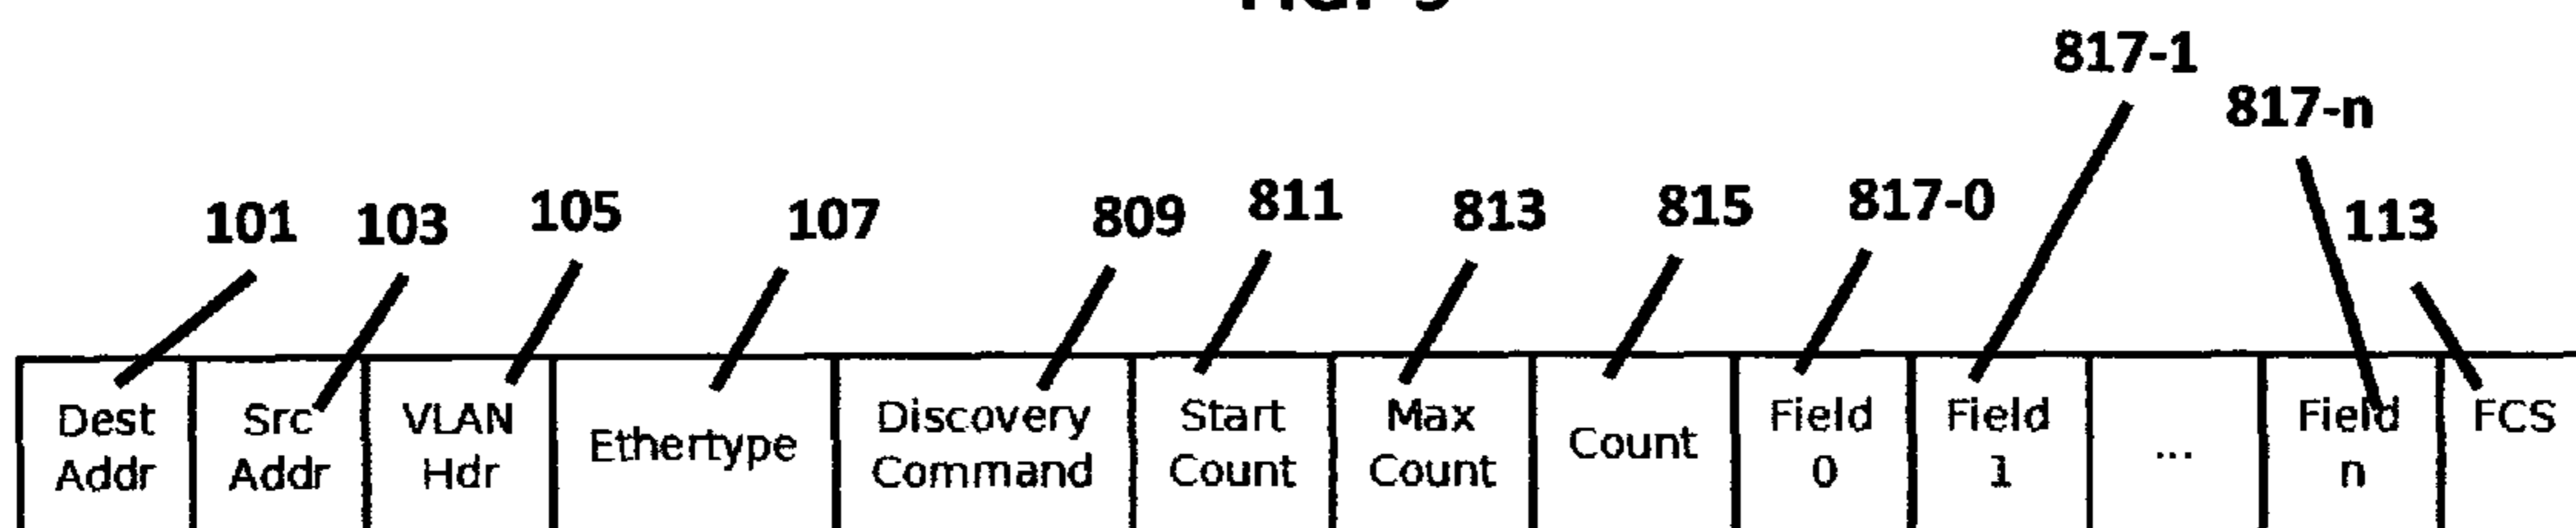 817-1
817-n
101 103 105 107 809 811 813 815 817-0 113
Dest Addr
Src Addr
VLAN Hdr
Ethertype
Discovery Command
Start Count
Max Count
Count
Field 0
Field 1
...
Field n
FCS